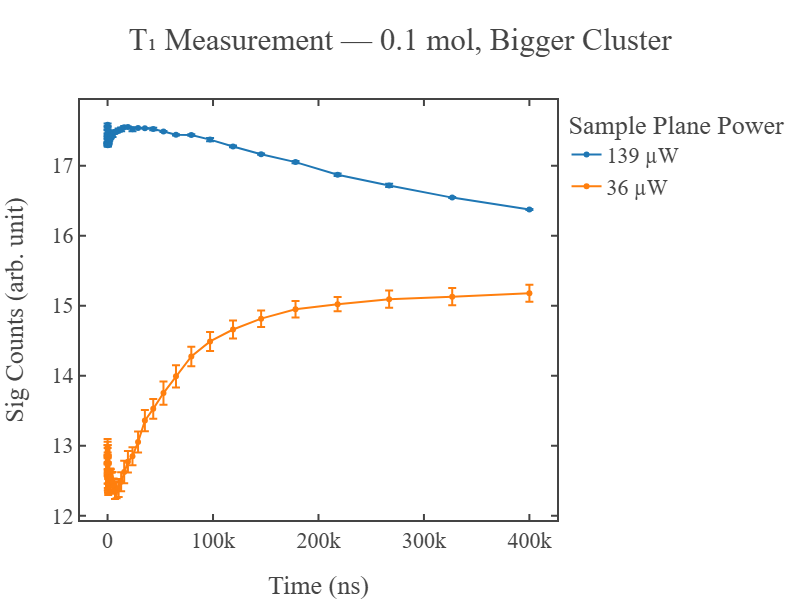 T₁ Measurement — 0.1 mol, Bigger Cluster
Sample Plane Power
139 µW
36 µW
Sig Counts (arb. unit)
17
16
15
14
13
12
0 100k 200k 300k 400k
Time (ns)